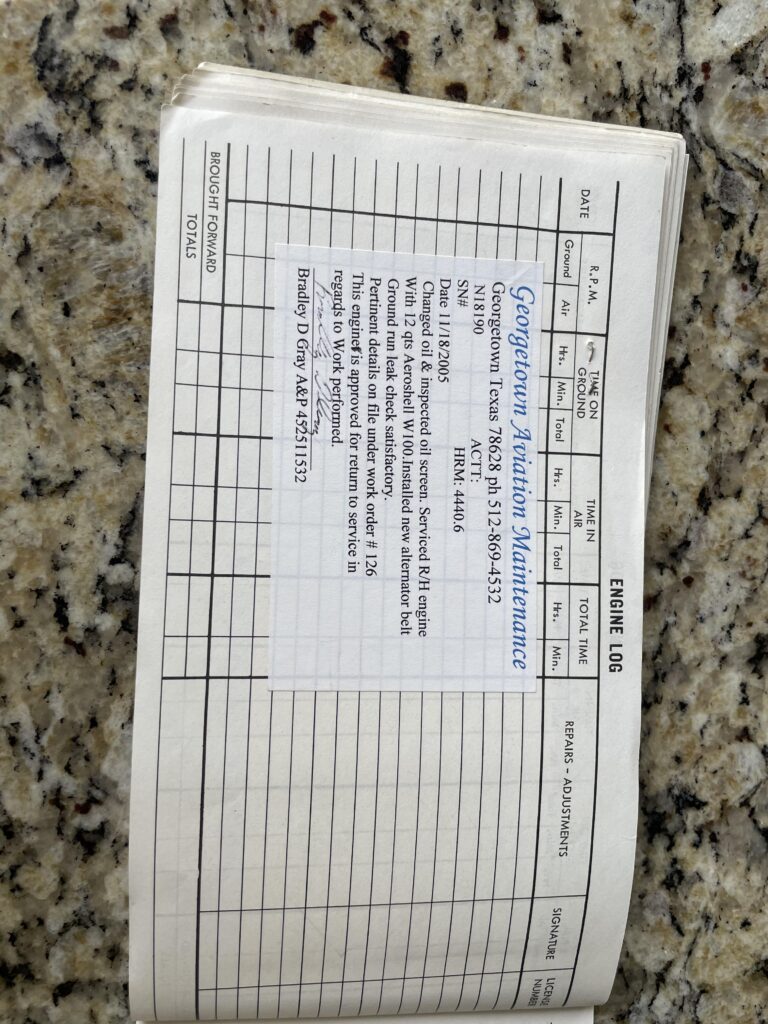 ENGINE LOG
DATE
R.P.M.
TIME ON
GROUND
TIME IN
AIR
TOTAL TIME
REPAIRS - ADJUSTMENTS
SIGNATURE
LICENSE
NUMBER
Ground Air Hrs. Min. Total Hrs. Min. Total Hrs. Min.
Georgetown Aviation Maintenance
Georgetown Texas 78628 ph 512-869-4532
N18190 ACTT:
SN# HRM: 4440.6
Date 11/18/2005
Changed oil & inspected oil screen. Serviced R/H engine
With 12 qts Aeroshell W100.Installed new alternator belt
Ground run leak check satisfactory.
Pertinent details on file under work order # 126
This engine is approved for return to service in
regards to Work performed.
Bradley D Gray A&P 452511532
BROUGHT FORWARD
TOTALS